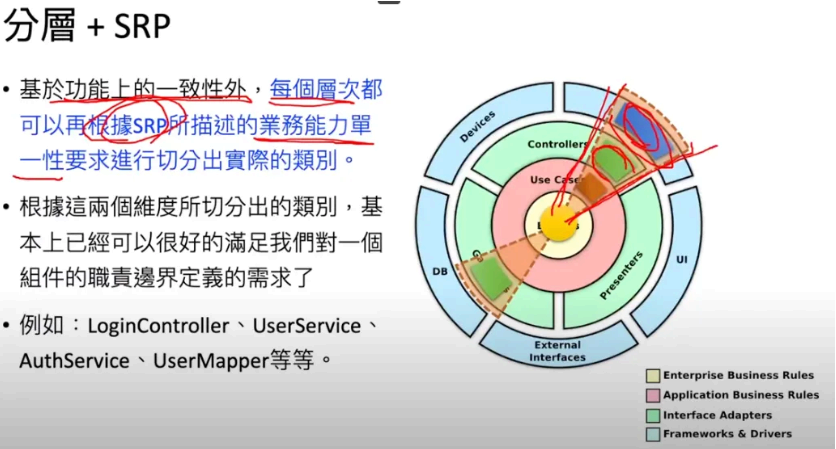 分層 + SRP
• 基於功能上的一致性外，每個層次都
可以再根據SRP所描述的業務能力單
一性要求進行切分出實際的類別。
• 根據這兩個維度所切分出的類別，基
本上已經可以很好的滿足我們對一個
組件的職責邊界定義的需求了
• 例如：LoginController、UserService、
AuthService、UserMapper等等。
Devices
Controllers
Use Cases
DB
UI
Presenters
External
Interfaces
Enterprise Business Rules
Application Business Rules
Interface Adapters
Frameworks & Drivers